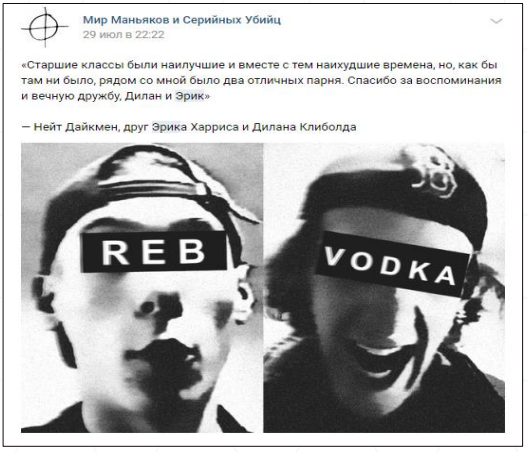 Мир Маньяков и Серийных Убийц
29 июл в 22:22
«Старшие классы были наилучшие и вместе с тем наихудшие времена, но, как бы
там ни было, рядом со мной было два отличных парня. Спасибо за воспоминания
и вечную дружбу, Дилан и Эрик»
— Нейт Дайкмен, друг Эрика Харриса и Дилана Клиболда
REB
VODKA